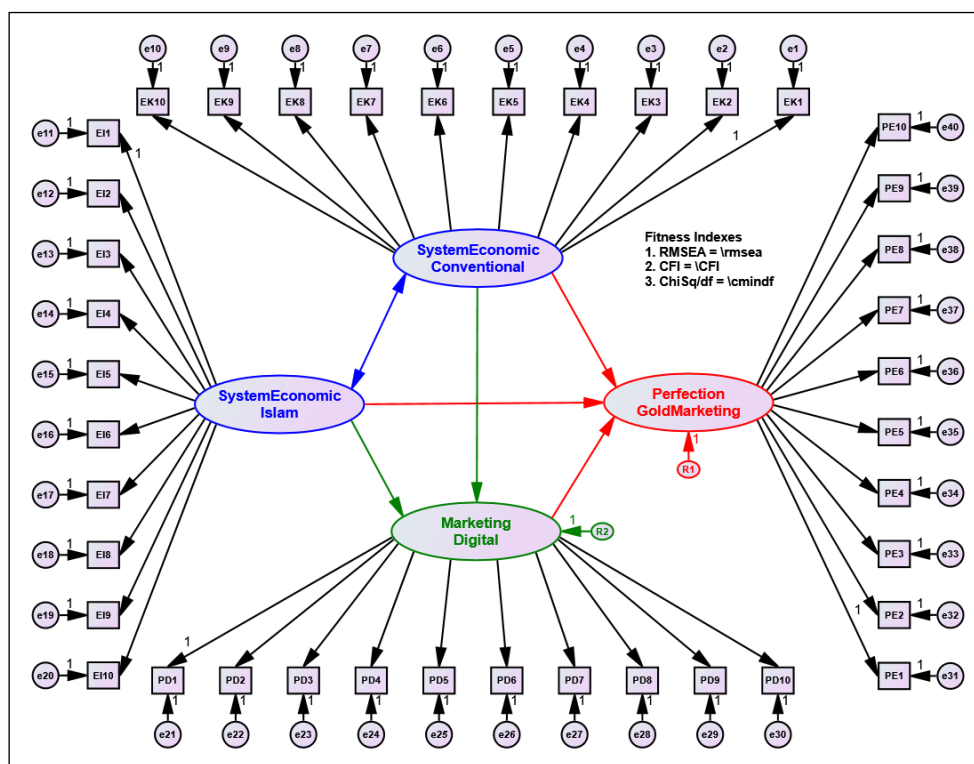 e10 e9 e8 e7 e6 e5 e4 e3 e2 e1
1 1 1 1 1 1 1 1 1 1
EK10 EK9 EK8 EK7 EK6 EK5 EK4 EK3 EK2 EK1
1
e11 1 EI1
1
e12 1 EI2
e13 1 EI3
e14 1 EI4
e15 1 EI5
e16 1 EI6
e17 1 EI7
e18 1 EI8
e19 1 EI9
e20 1 EI10
SystemEconomic
Conventional
Fitness Indexes
1. RMSEA = \rmsea
2. CFI = \CFI
3. ChiSq/df = \cmindf
SystemEconomic
Islam
Perfection
GoldMarketing
1
R1
Marketing
Digital
1 R2
PE10 1 e40
PE9 1 e39
PE8 1 e38
PE7 1 e37
PE6 1 e36
PE5 1 e35
PE4 1 e34
PE3 1 e33
1
PE2 1 e32
PE1 1 e31
1
PD1 PD2 PD3 PD4 PD5 PD6 PD7 PD8 PD9 PD10
1 1 1 1 1 1 1 1 1 1
e21 e22 e23 e24 e25 e26 e27 e28 e29 e30